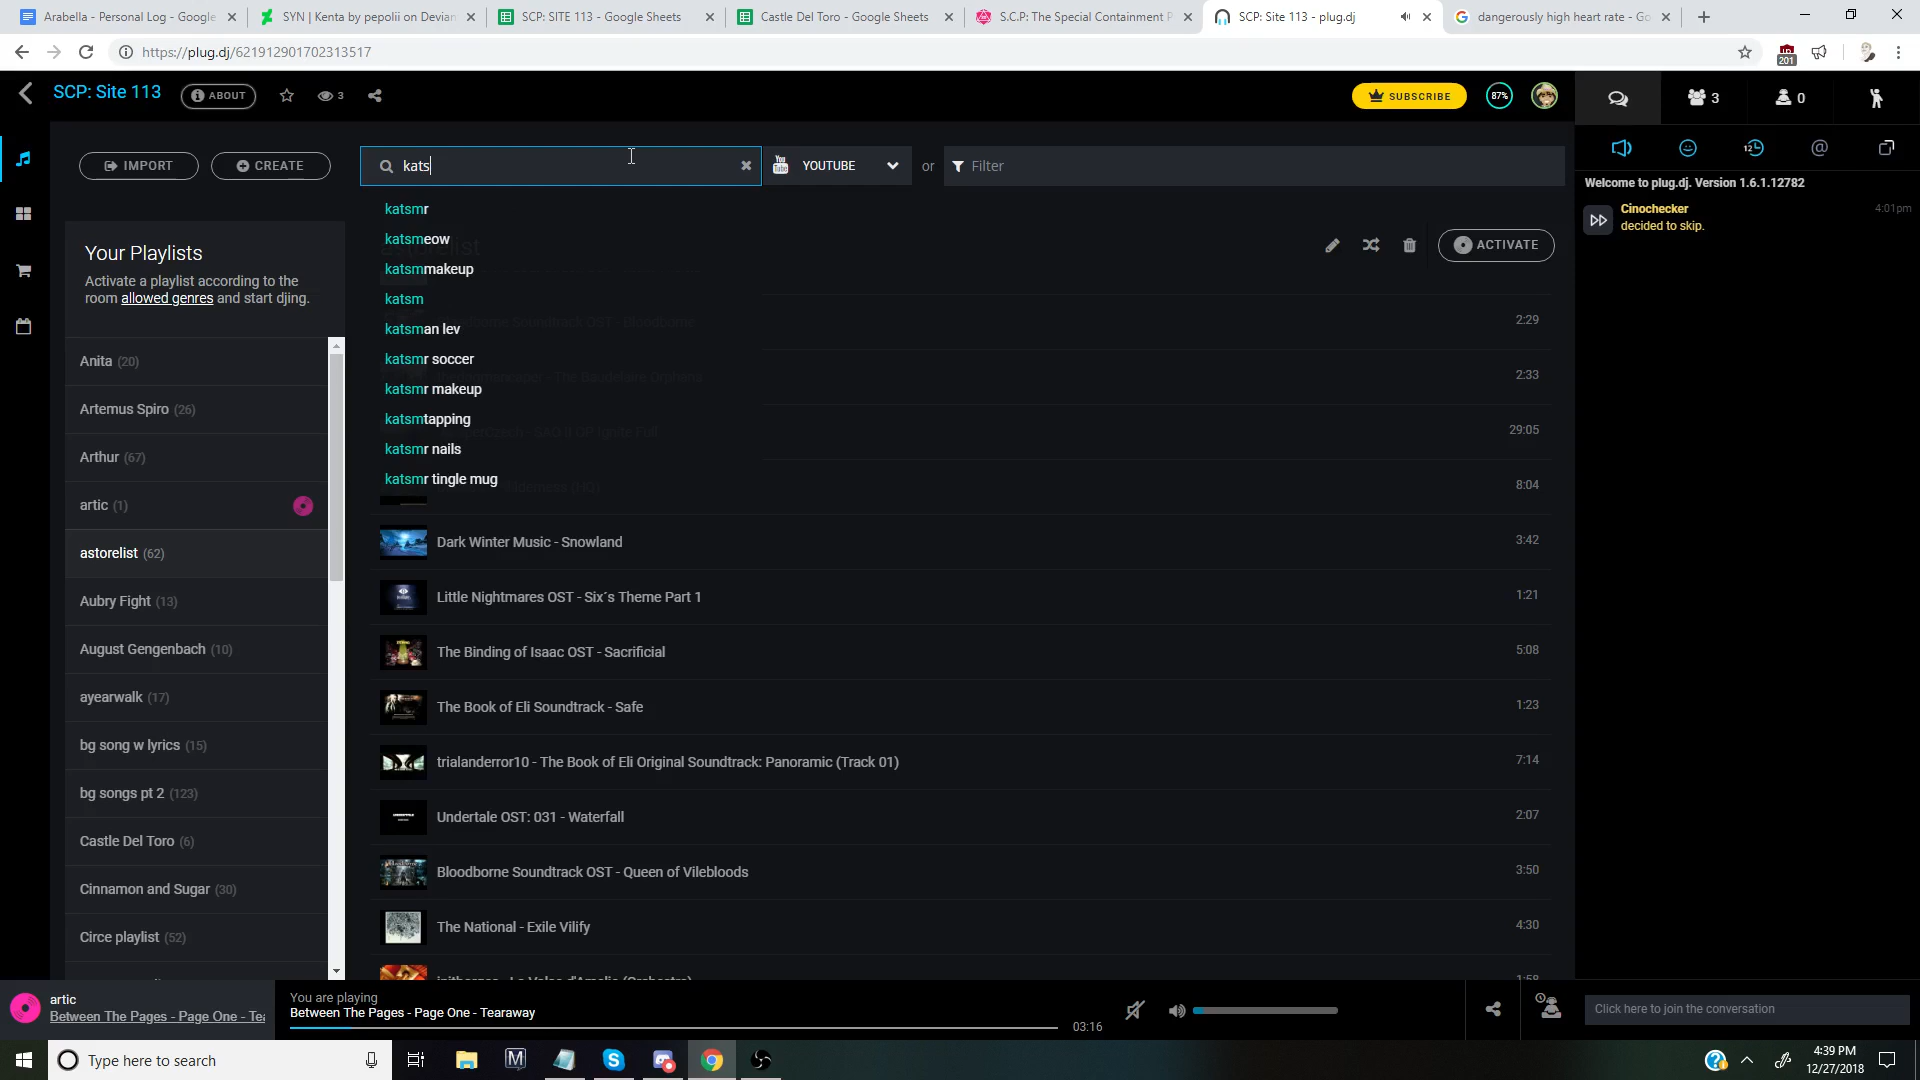 Arabella - Personal Log - Google
SYN | Kenta by pepolii on Devian
SCP: SITE 113 - Google Sheets
Castle Del Toro - Google Sheets
S.C.P: The Special Containment P
SCP: Site 113 - plug.dj
dangerously high heart rate - Go
https://plug.dj/621912901702313517
201
SCP: Site 113
ABOUT
3
SUBSCRIBE
87%
3
0
IMPORT
CREATE
kats
YOUTUBE
or
Filter
12
@
Welcome to plug.dj. Version 1.6.1.12782
Cinochecker
4:01pm
decided to skip.
Your Playlists
Activate a playlist according to the
room allowed genres and start djing.
katsmr
katsmeow
katsmmakeup
katsm
katsman lev
katsmr soccer
katsmr makeup
katsmtapping
katsmr nails
katsmr tingle mug
astorelist
ACTIVATE
2:29
2:33
29:05
8:04
Anita (20)
Artemus Spiro (26)
Arthur (67)
artic (1)
astorelist (62)
Aubry Fight (13)
August Gengenbach (10)
ayearwalk (17)
bg song w lyrics (15)
bg songs pt 2 (123)
Castle Del Toro (6)
Cinnamon and Sugar (30)
Circe playlist (52)
Dark Winter Music - Snowland
3:42
Little Nightmares OST - Six´s Theme Part 1
1:21
The Binding of Isaac OST - Sacrificial
5:08
The Book of Eli Soundtrack - Safe
1:23
trialanderror10 - The Book of Eli Original Soundtrack: Panoramic (Track 01)
7:14
Undertale OST: 031 - Waterfall
2:07
Bloodborne Soundtrack OST - Queen of Vilebloods
3:50
The National - Exile Vilify
4:30
1:58
artic
Between The Pages - Page One - Tea
You are playing
Between The Pages - Page One - Tearaway
03:16
Click here to join the conversation
Type here to search
4:39 PM
12/27/2018